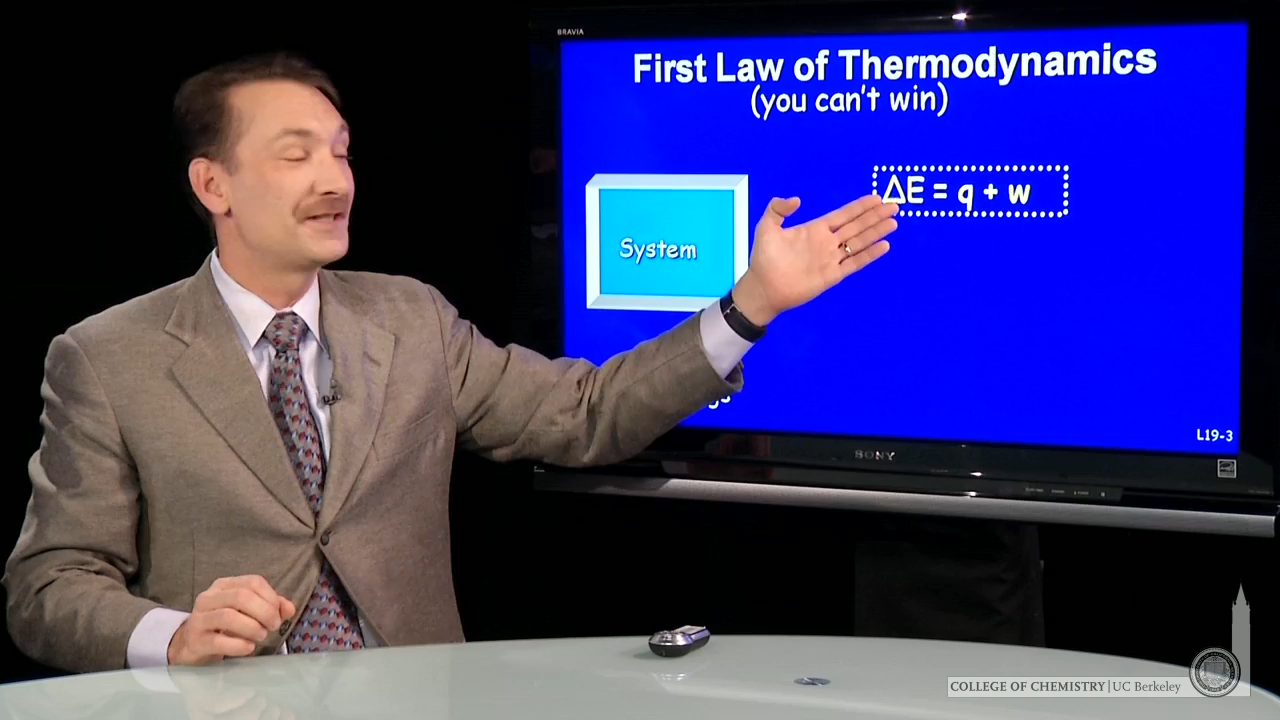 BRAVIA
First Law of Thermodynamics
(you can't win)
ΔE = q + w
System
L19-3
SONY
COLLEGE OF CHEMISTRY | UC Berkeley